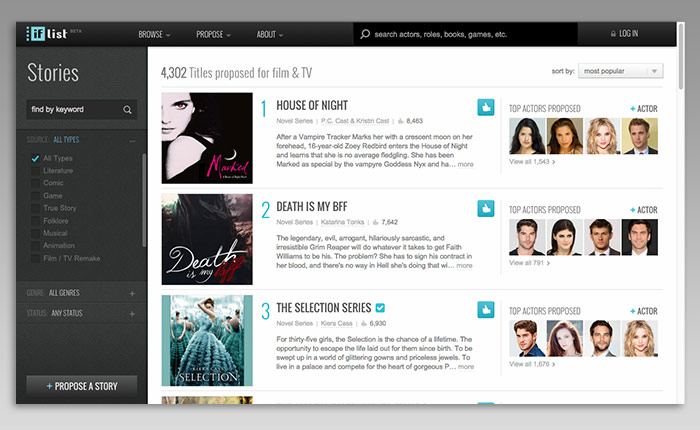 if list BETA
BROWSE
PROPOSE
ABOUT
search actors, roles, books, games, etc.
LOG IN
Stories
find by keyword
SOURCE: ALL TYPES
All Types
Literature
Comic
Game
True Story
Folklore
Musical
Animation
Film / TV Remake
GENRE: ALL GENRES
STATUS: ANY STATUS
+ PROPOSE A STORY
4,302 Titles proposed for film & TV
sort by: most popular
Marked
A House of Night Novel
1 HOUSE OF NIGHT
Novel Series | P.C. Cast & Kristin Cast | 8,463
After a Vampire Tracker Marks her with a crescent moon on her
forehead, 16-year-old Zoey Redbird enters the House of Night
and learns that she is no average fledgling. She has been
Marked as special by the vampyre Goddess Nyx and ha... more
TOP ACTORS PROPOSED + ACTOR
View all 1,543 >
Death is my BFF
2 DEATH IS MY BFF
Novel Series | Katarina Tonks | 7,642
The legendary, evil, arrogant, hilariously sarcastic, and
irresistible Grim Reaper will do whatever it takes to get Faith
Williams to be his. The problem? She has to sign his contract in
her blood, and there's no way in Hell she's doing that wi... more
TOP ACTORS PROPOSED + ACTOR
View all 791 >
KIERA CASS
THE SELECTION
3 THE SELECTION SERIES
Novel Series | Kiera Cass | 6,930
For thirty-five girls, the Selection is the chance of a lifetime. The
opportunity to escape the life laid out for them since birth. To be
swept up in a world of glittering gowns and priceless jewels. To
live in a palace and compete for the heart of gorgeous P... more
TOP ACTORS PROPOSED + ACTOR
View all 1,676 >